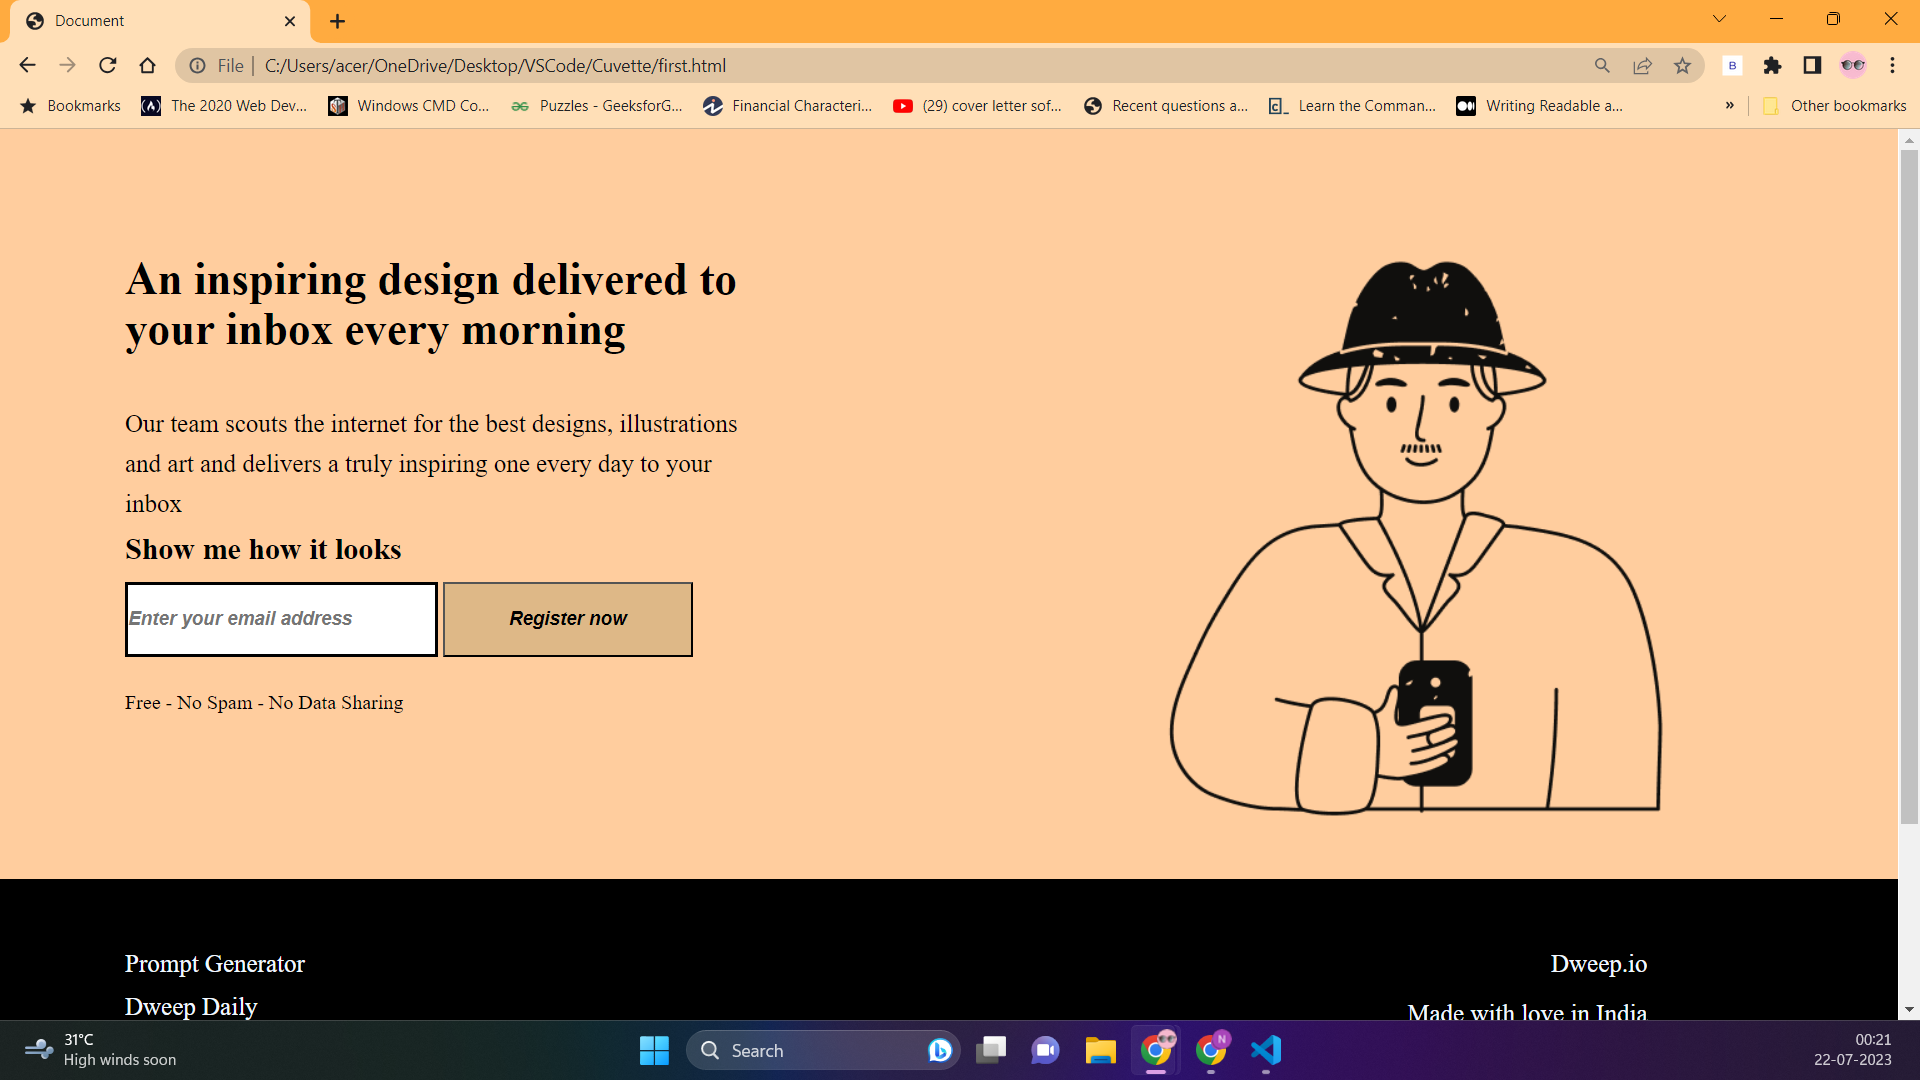 Document
File
C:/Users/acer/OneDrive/Desktop/VSCode/Cuvette/first.html
B
Bookmarks
The 2020 Web Dev...
Windows CMD Co...
Puzzles - GeeksforG...
Financial Characteri...
(29) cover letter sof...
Recent questions a...
Learn the Comman...
Writing Readable a...
»
Other bookmarks
An inspiring design delivered to
your inbox every morning
Our team scouts the internet for the best designs, illustrations
and art and delivers a truly inspiring one every day to your
inbox
Show me how it looks
Enter your email address
Register now
Free - No Spam - No Data Sharing
Prompt Generator
Dweep.io
Dweep Daily
Made with love in India
31°C
High winds soon
Search
N
00:21
22-07-2023